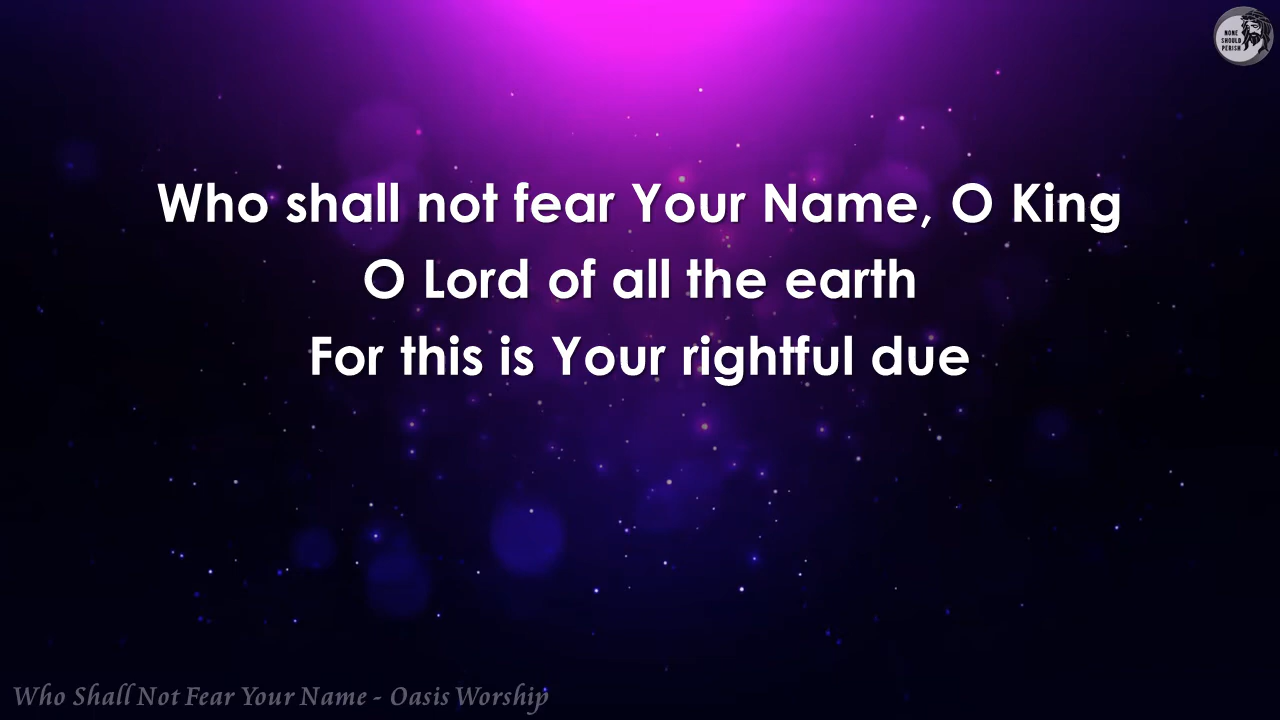 NONE
SHOULD
PERISH
Who shall not fear Your Name, O King
O Lord of all the earth
For this is Your rightful due
Who Shall Not Fear Your Name - Oasis Worship